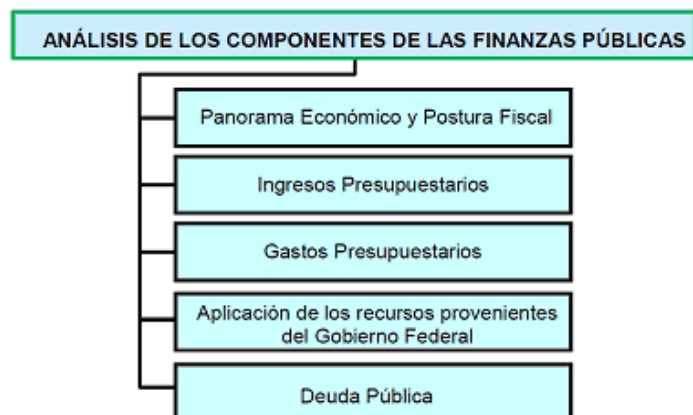 ANÁLISIS DE LOS COMPONENTES DE LAS FINANZAS PÚBLICAS
Panorama Económico y Postura Fiscal
Ingresos Presupuestarios
Gastos Presupuestarios
Aplicación de los recursos provenientes
del Gobierno Federal
Deuda Pública